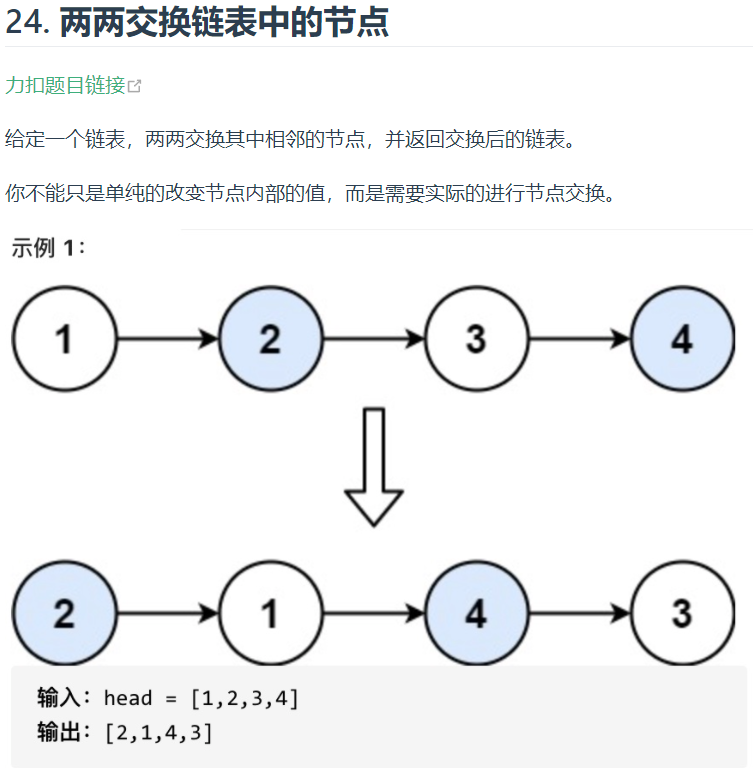 24. 两两交换链表中的节点
力扣题目链接
给定一个链表，两两交换其中相邻的节点，并返回交换后的链表。
你不能只是单纯的改变节点内部的值，而是需要实际的进行节点交换。
示例 1：
1 2 3 4
2 1 4 3
输入：head = [1,2,3,4]
输出：[2,1,4,3]